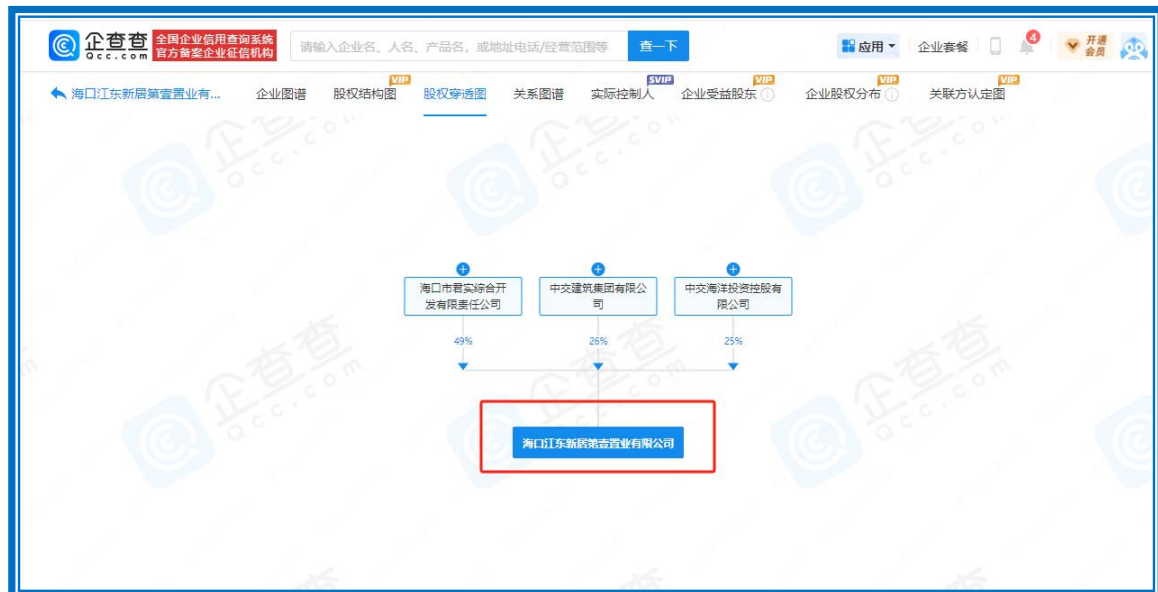 企查查
Qcc.com
全国企业信用查询系统
官方备案企业征信机构
请输入企业名、人名、产品名，或地址电话/经营范围等
查一下
应用
企业套餐
4
开通
会员
海口江东新居第壹置业有...
企业图谱
VIP
股权结构图
股权穿透图
关系图谱
SVIP
实际控制人
VIP
企业受益股东
VIP
企业股权分布
VIP
关联方认定图
海口市君实综合开
发有限责任公司
中交建筑集团有限公
司
中交海洋投资控股有
限公司
49%
26%
25%
海口江东新居第壹置业有限公司